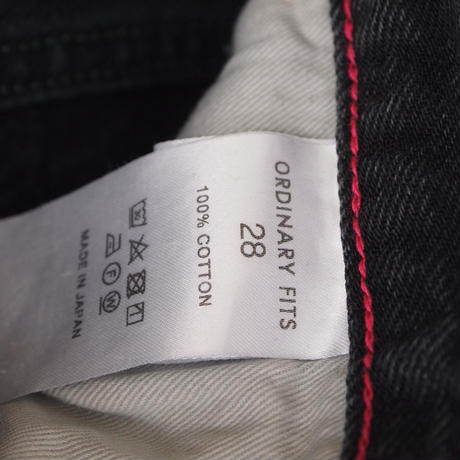 ORDINARY FITS
28
100% COTTON
F W
MADE IN JAPAN